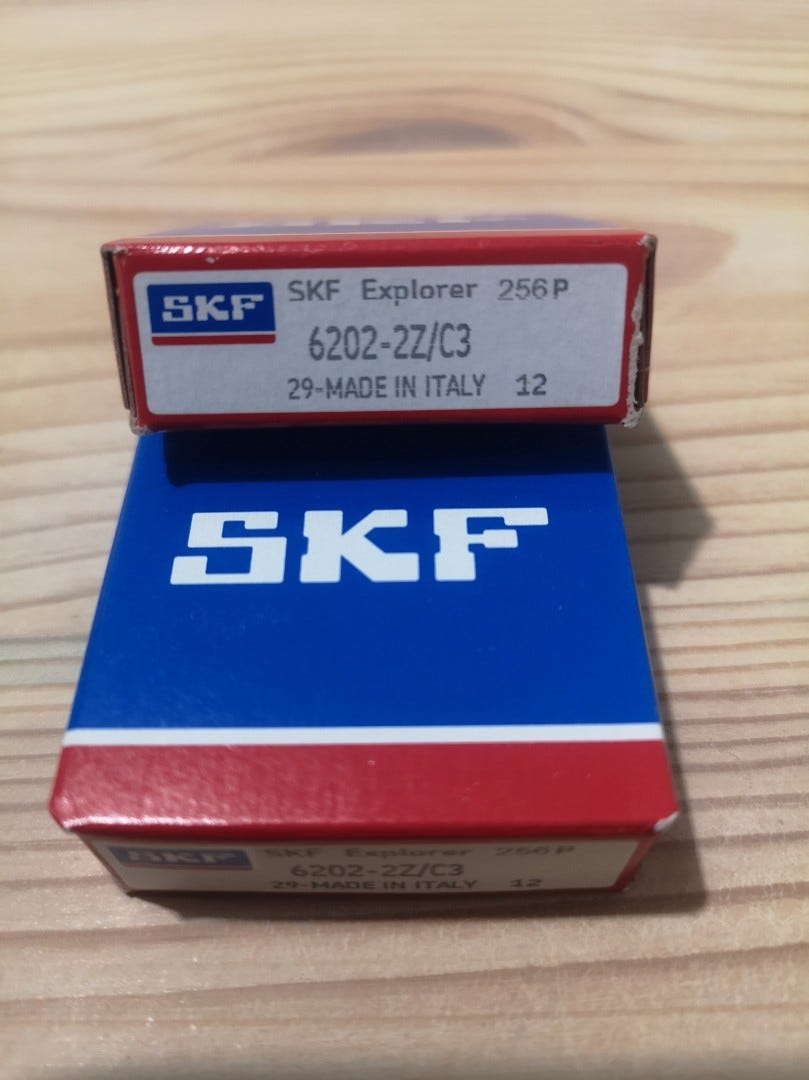 SKF
SKF Explorer 256P
6202-2Z/C3
29-MADE IN ITALY 12
SKF
SKF
SKF Explorer 256P
6202-2Z/C3
29-MADE IN ITALY 12